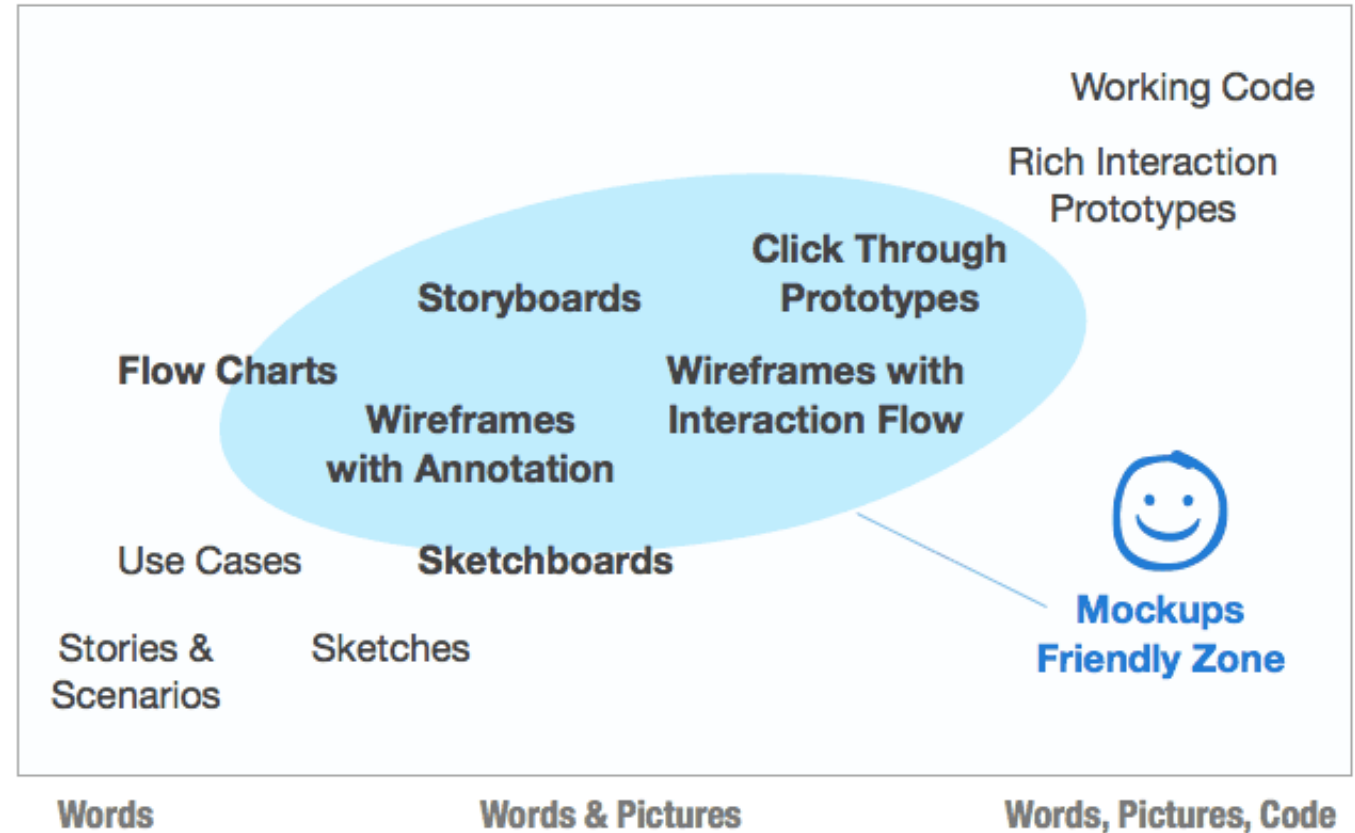 Working Code
Rich Interaction
Prototypes
Click Through
Prototypes
Storyboards
Flow Charts
Wireframes with
Interaction Flow
Wireframes
with Annotation
Use Cases
Sketchboards
Mockups
Friendly Zone
Stories &
Scenarios
Sketches
Words
Words & Pictures
Words, Pictures, Code